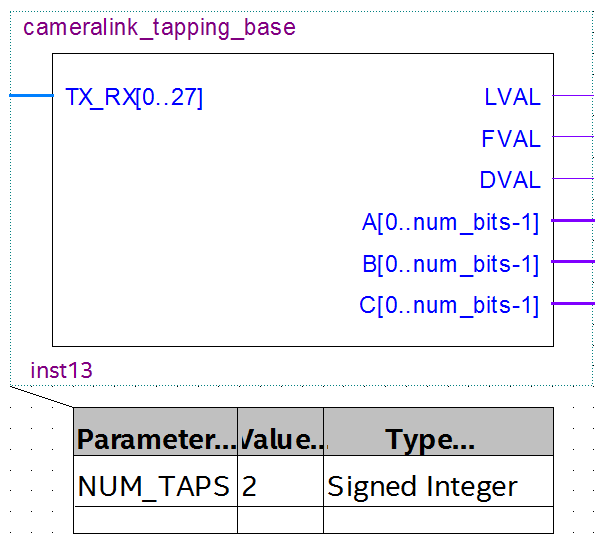 cameralink_tapping_base
TX_RX[0..27]
LVAL
FVAL
DVAL
A[0..num_bits-1]
B[0..num_bits-1]
C[0..num_bits-1]
inst13
Parameter... Value... Type...
NUM_TAPS 2 Signed Integer